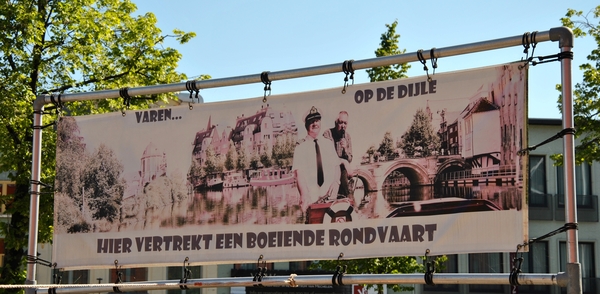 VAREN...
OP DE DIJLE
HIER VERTREKT EEN BOEIENDE RONDVAART